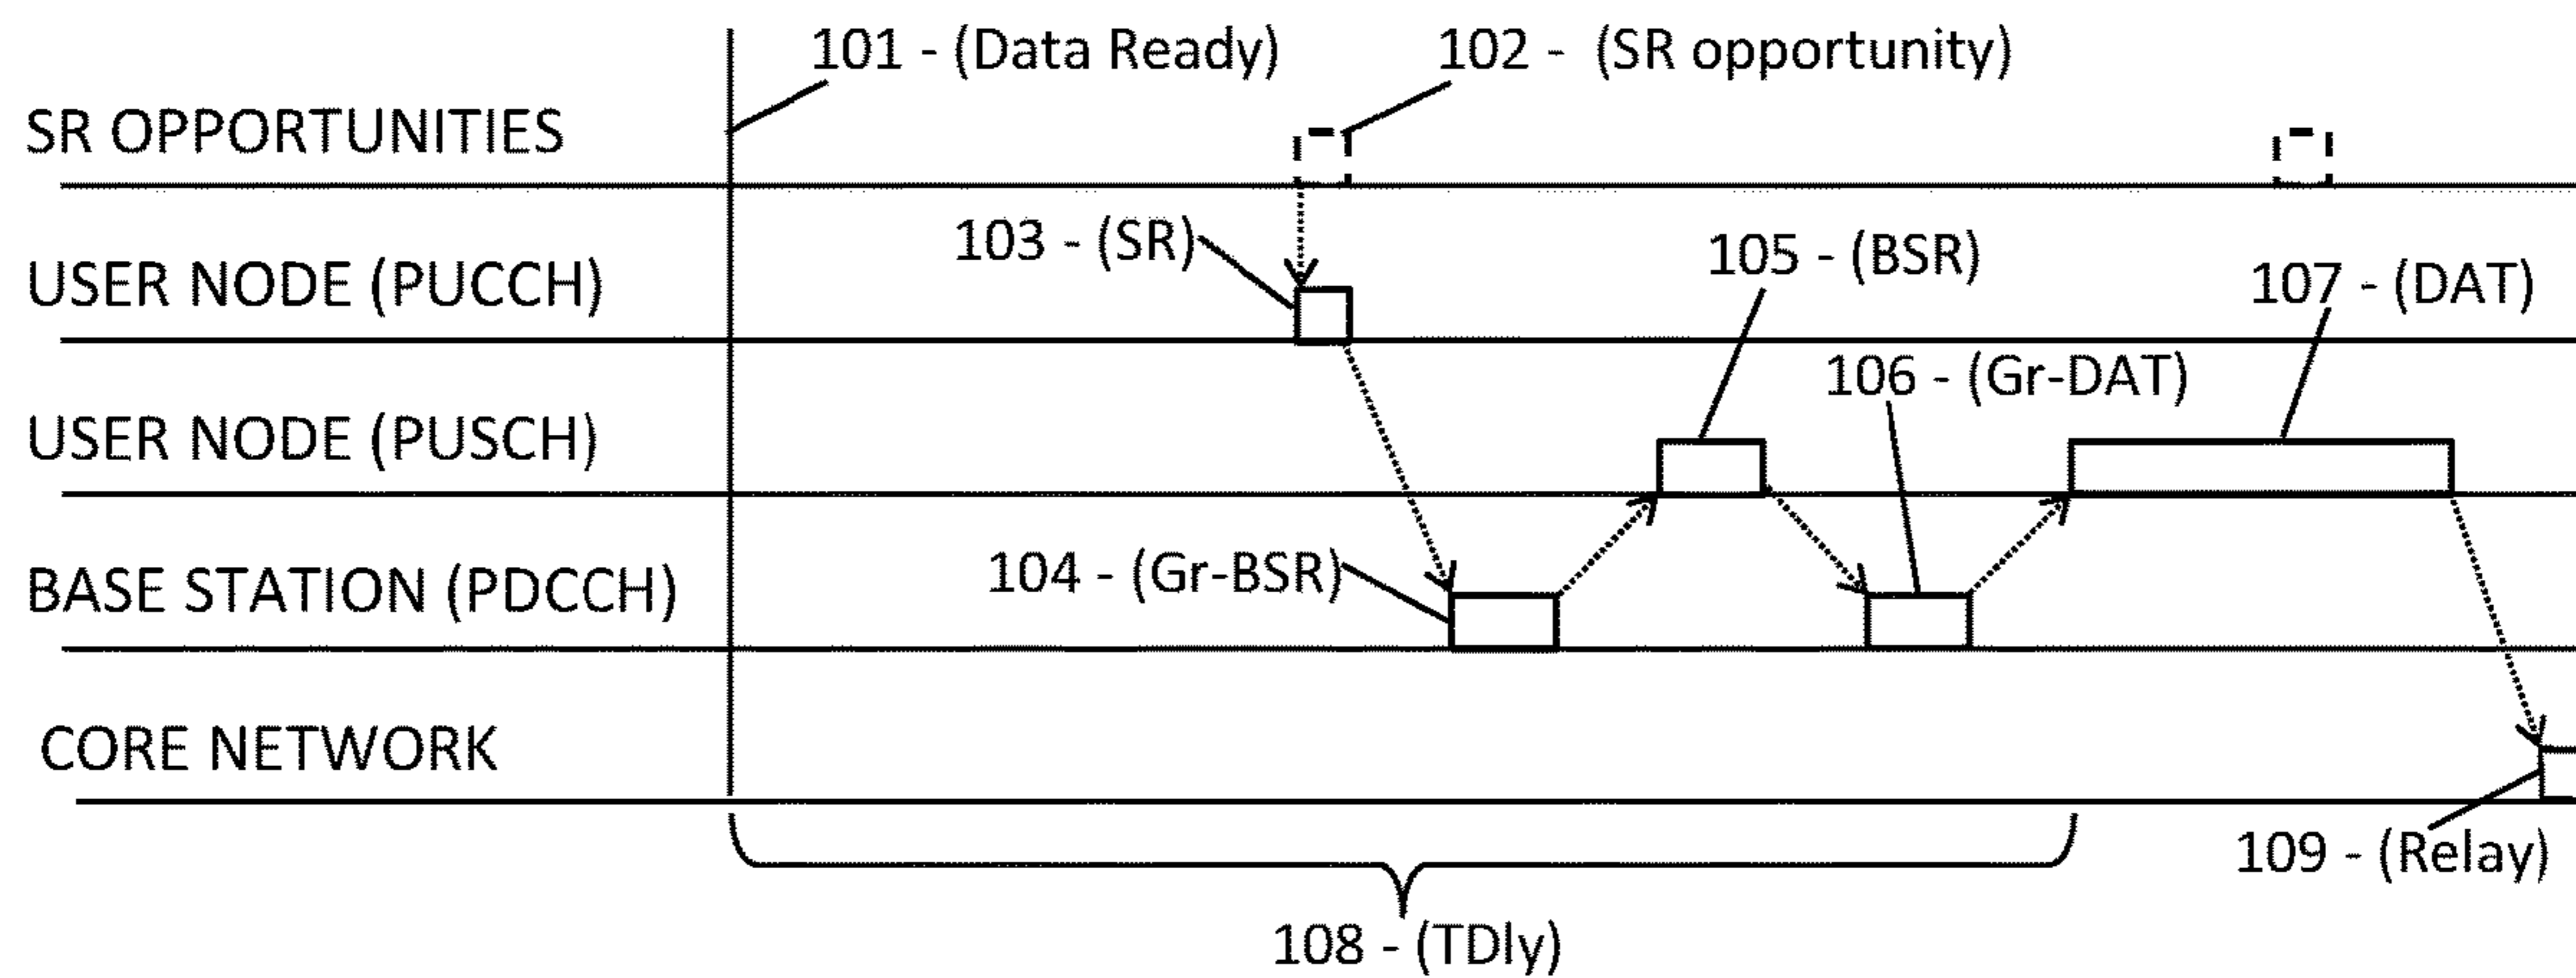 101 - (Data Ready)
102 - (SR opportunity)
SR OPPORTUNITIES
103 - (SR)
105 - (BSR)
USER NODE (PUCCH)
107 - (DAT)
106 - (Gr-DAT)
USER NODE (PUSCH)
104 - (Gr-BSR)
BASE STATION (PDCCH)
CORE NETWORK
109 - (Relay)
108 - (TDly)